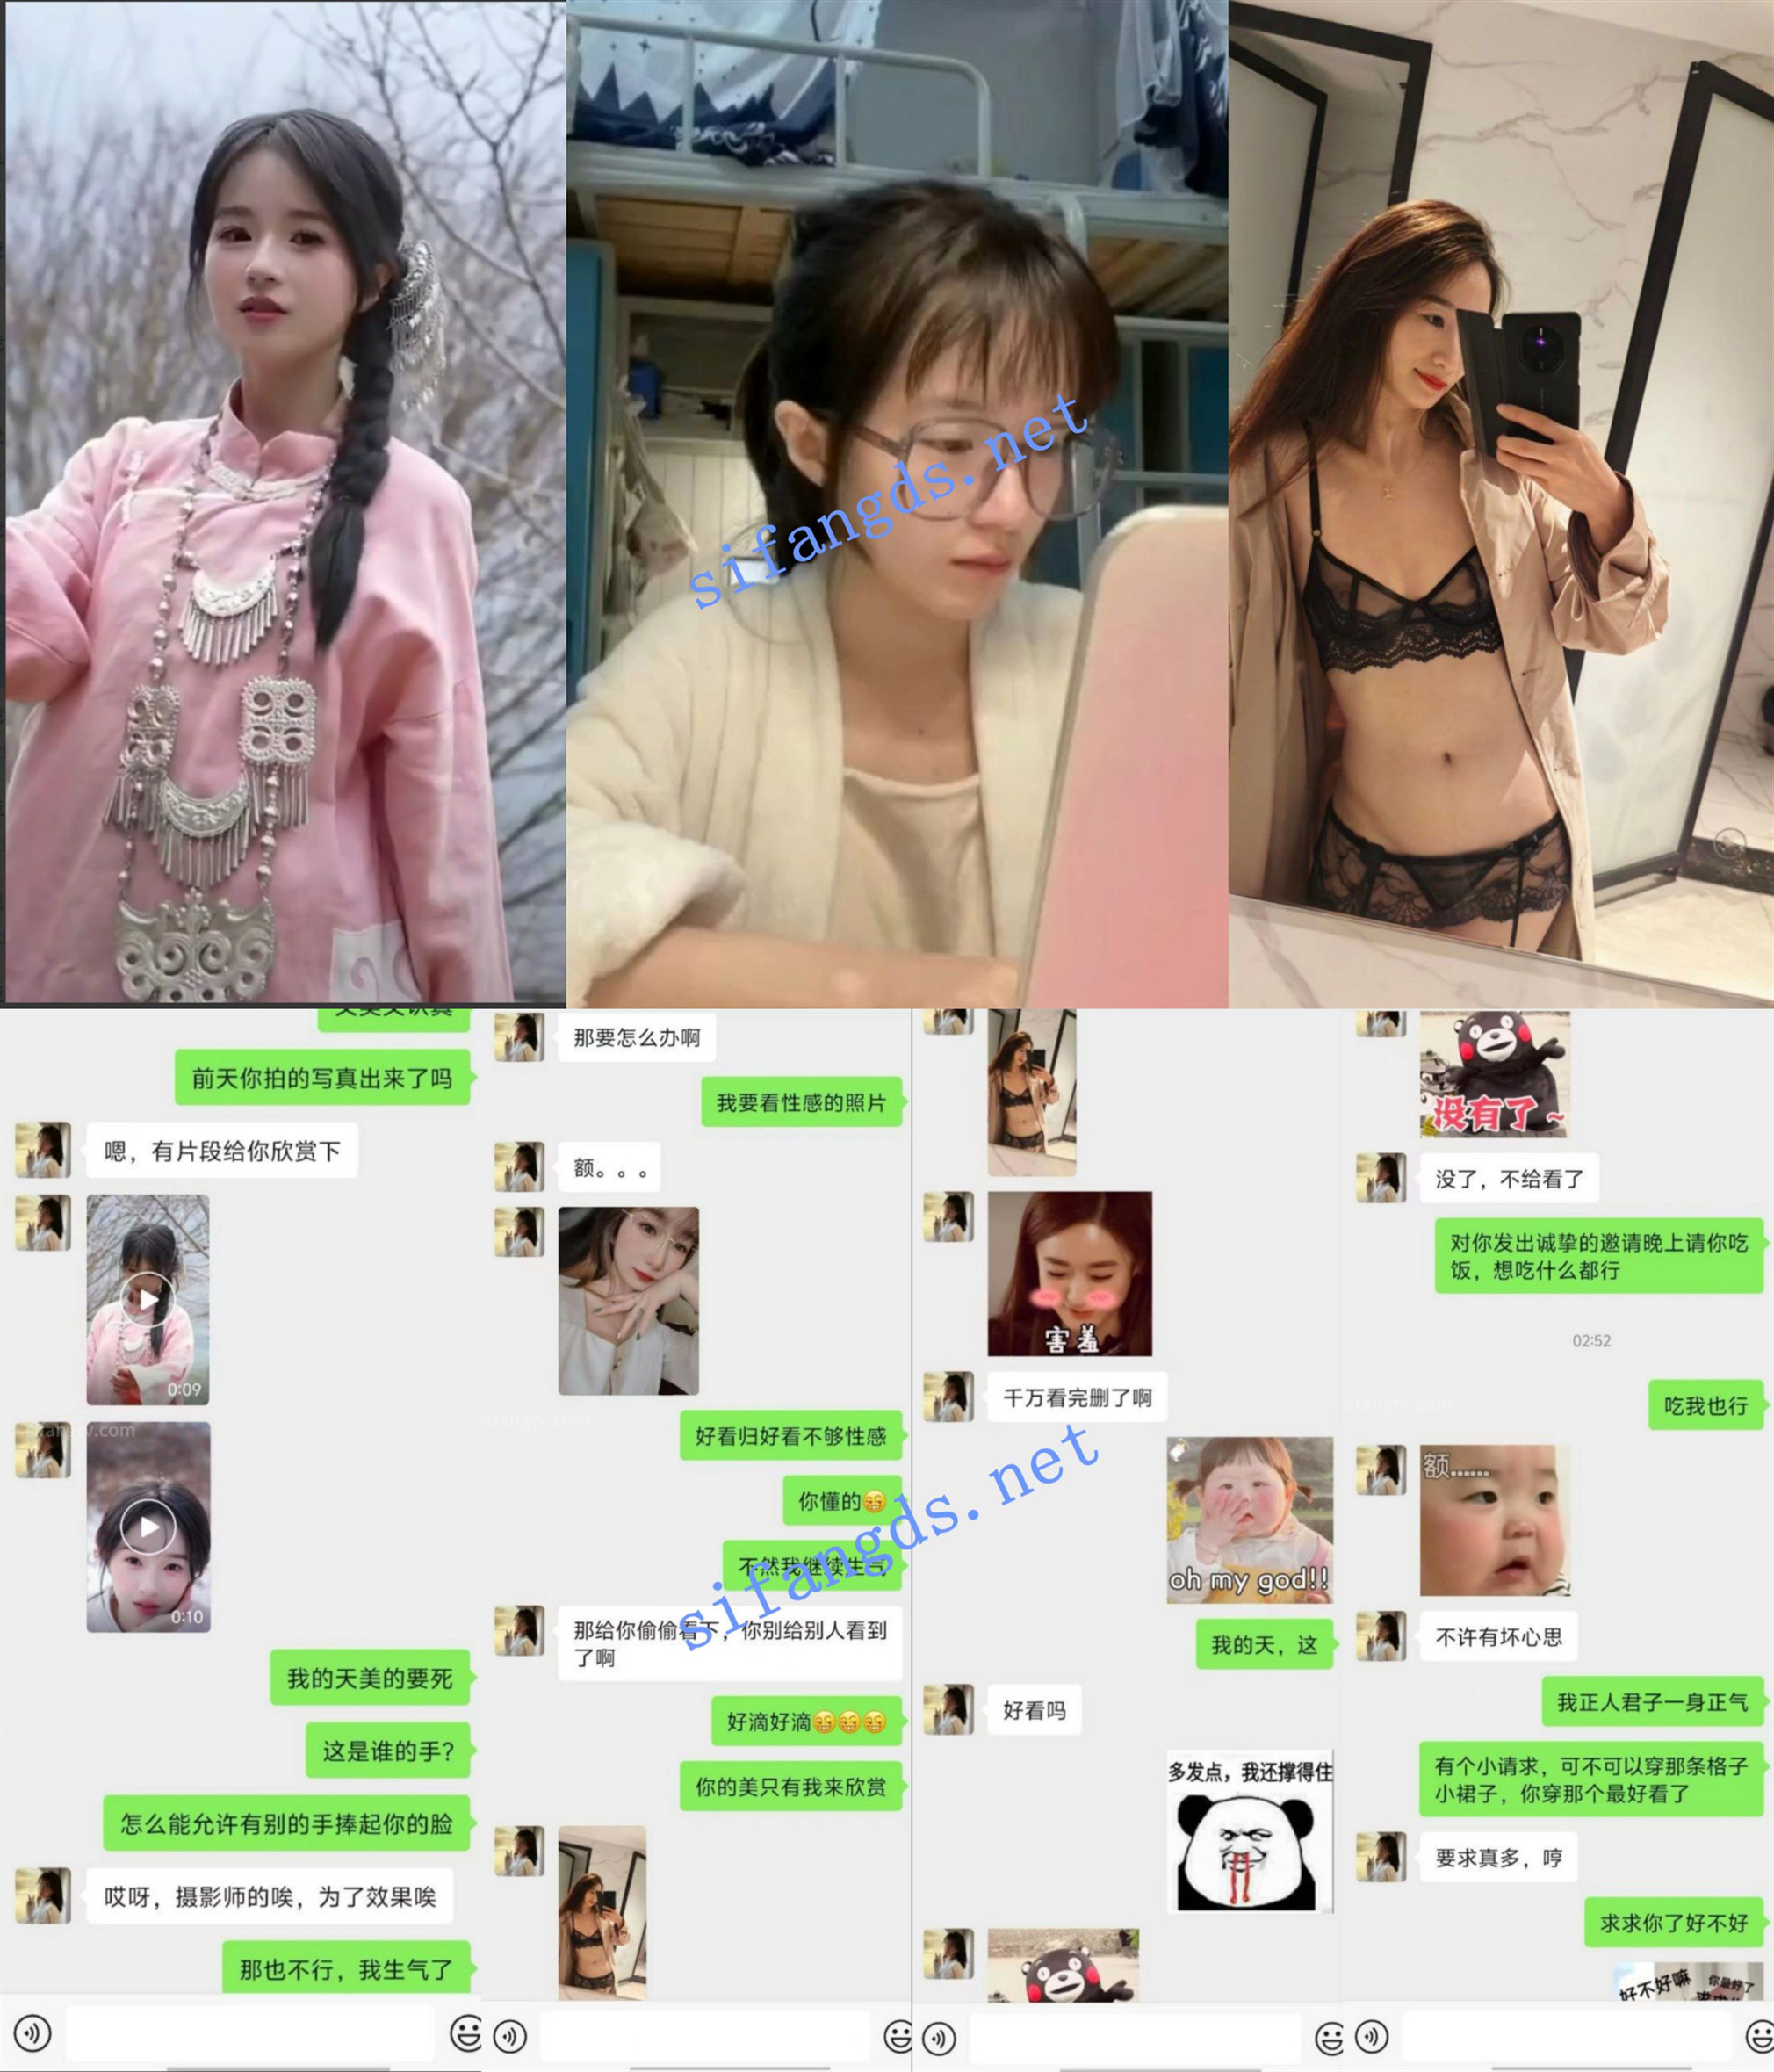 sifangds.net
前天你拍的写真出来了吗
嗯，有片段给你欣赏下
0:09
sifangtv.com
0:10
我的天美的要死
这是谁的手？
怎么能允许有别的手捧起你的脸
哎呀，摄影师的唉，为了效果唉
那也不行，我生气了
那要怎么办啊
我要看性感的照片
额。。。
sifangtv.com
好看归好看不够性感
你懂的😁
不然我继续生气
那给你偷偷看下，你别给别人看到
了啊
好滴好滴😁😁😁
你的美只有我来欣赏
sifangds.net
害羞
千万看完删了啊
oh my god!!
我的天，这
好看吗
多发点，我还撑得住
没有了~
没了，不给看了
对你发出诚挚的邀请晚上请你吃
饭，想吃什么都行
02:52
吃我也行
sifangtv.com
额......
不许有坏心思
我正人君子一身正气
有个小请求，可不可以穿那条格子
小裙子，你穿那个最好看了
要求真多，哼
求求你了好不好
好不好嘛
你最好了